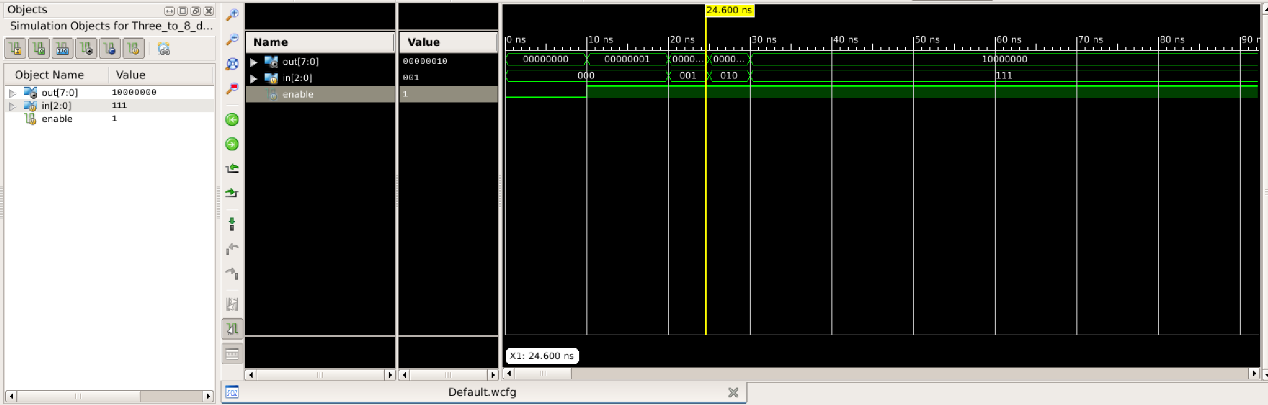 Objects
Simulation Objects for Three_to_8_d...
Object Name Value
out[7:0] 10000000
in[2:0] 111
enable 1
Name Value
out[7:0] 00000010
in[2:0] 001
enable 1
24.600 ns
0 ns 10 ns 20 ns 30 ns 40 ns 50 ns 60 ns 70 ns 80 ns 90 n
00000000 00000001 0000... 0000... 10000000
000 001 010 111
X1: 24.600 ns
Default.wcfg